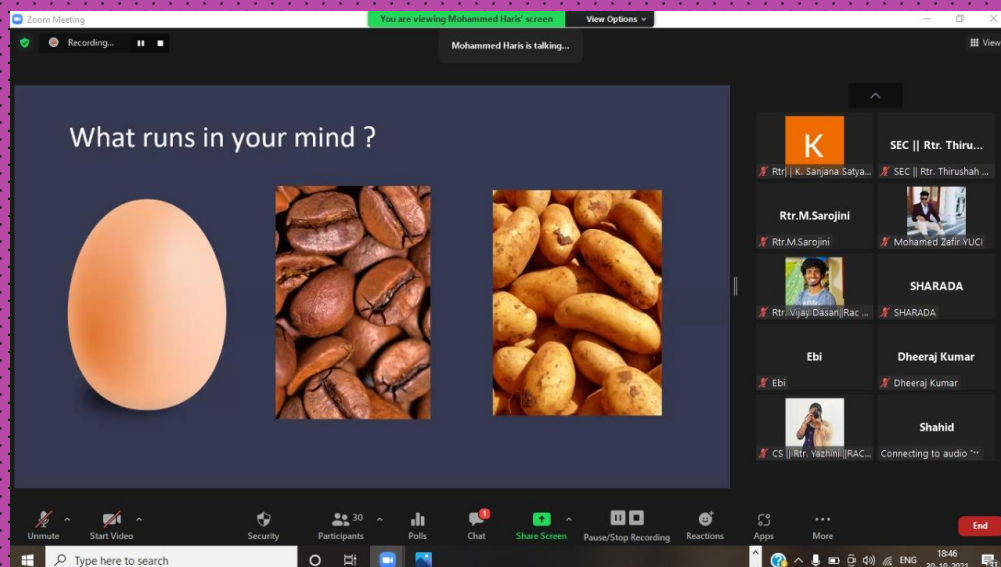 Zoom Meeting
You are viewing Mohammed Haris' screen
View Options
Recording...
Mohammed Haris is talking...
View
What runs in your mind ?
K
SEC || Rtr. Thiru...
Rtr|| K. Sanjana Satya...
SEC || Rtr. Thirushah ...
Rtr.M.Sarojini
Rtr.M.Sarojini
Mohamed Zafir YUCI
SHARADA
Rtr. Vijay Dasan||Rac ...
SHARADA
Ebi
Dheeraj Kumar
Ebi
Dheeraj Kumar
Shahid
CS || Rtr. Yazhini||RAC...
Connecting to audio
30
1
Unmute
Start Video
Security
Participants
Polls
Chat
Share Screen
Pause/Stop Recording
Reactions
Apps
More
End
Type here to search
ENG
18:46
30-10-2021
31